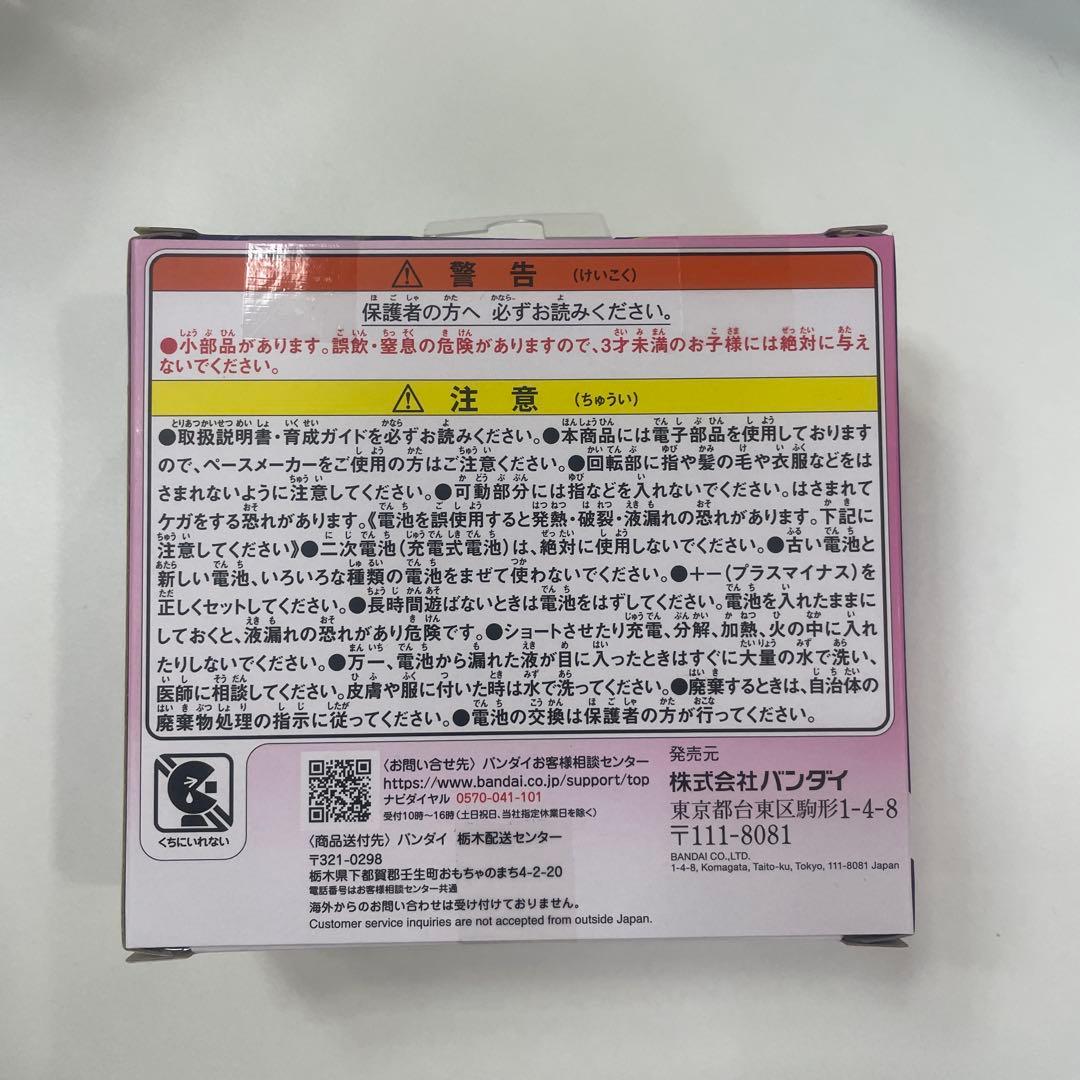 警告（けいこく）
保護者の方へ 必ずお読みください。
●小部品があります。誤飲・窒息の危険がありますので、3才未満のお子様には絶対に与え
ないでください。
注意（ちゅうい）
●取扱説明書・育成ガイドを必ずお読みください。●本商品には電子部品を使用しております
ので、ペースメーカーをご使用の方はご注意ください。●回転部に指や髪の毛や衣服などをは
さまれないように注意してください。●可動部分には指などを入れないでください。はさまれて
ケガをする恐れがあります。《電池を誤使用すると発熱・破裂・液漏れの恐れがあります。下記に
注意してください》●二次電池（充電式電池）は、絶対に使用しないでください。●古い電池と
新しい電池、いろいろな種類の電池をまぜて使わないでください。●＋－（プラスマイナス）を
正しくセットしてください。●長時間遊ばないときは電池をはずしてください。電池を入れたままに
しておくと、液漏れの恐れがあり危険です。●ショートさせたり充電、分解、加熱、火の中に入れ
たりしないでください。●万一、電池から漏れた液が目に入ったときはすぐに大量の水で洗い、
医師に相談してください。皮膚や服に付いた時は水で洗ってください。●廃棄するときは、自治体の
廃棄物処理の指示に従ってください。●電池の交換は保護者の方が行ってください。
くちにいれない
〈お問い合せ先〉バンダイお客様相談センター
https://www.bandai.co.jp/support/top
ナビダイヤル 0570-041-101
受付10時～16時（土日祝日、当社指定休業日を除く）
〈商品送付先〉バンダイ 栃木配送センター
〒321-0298
栃木県下都賀郡壬生町おもちゃのまち4-2-20
電話番号はお客様相談センター共通
海外からのお問い合わせは受け付けておりません。
Customer service inquiries are not accepted from outside Japan.
発売元
株式会社バンダイ
東京都台東区駒形1-4-8
〒111-8081
BANDAI CO.,LTD.
1-4-8, Komagata, Taito-ku, Tokyo, 111-8081 Japan